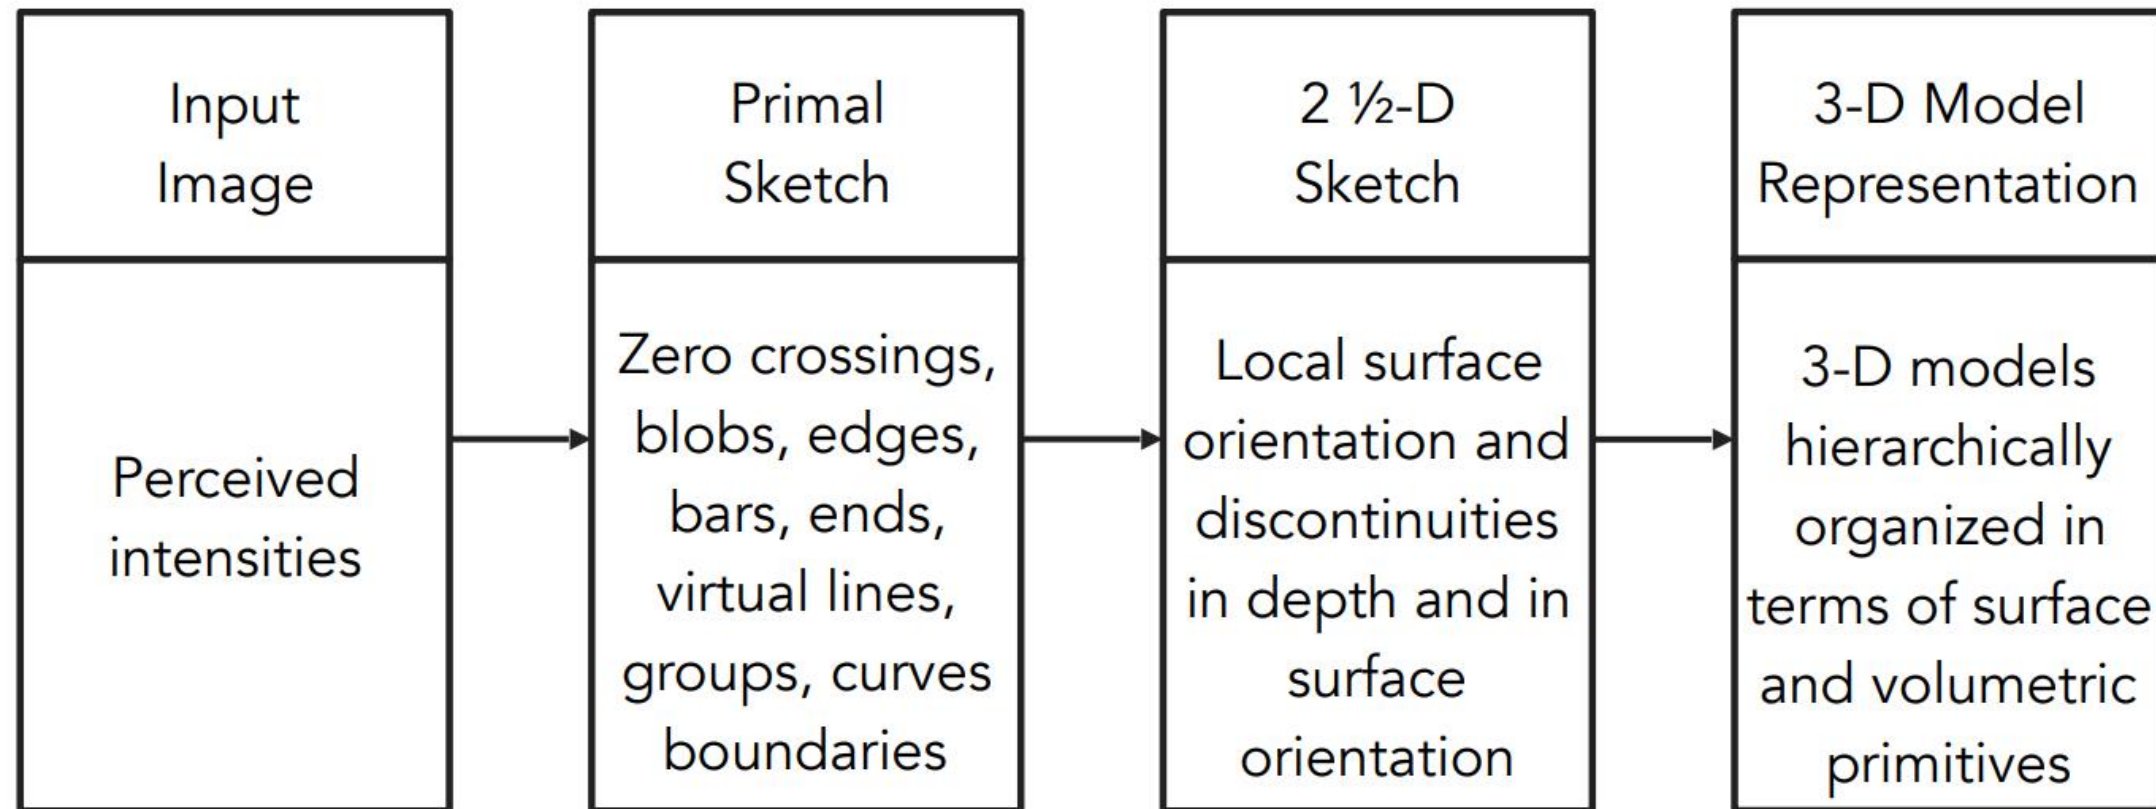 Input
Image
Perceived
intensities
Primal
Sketch
Zero crossings,
blobs, edges,
bars, ends,
virtual lines,
groups, curves
boundaries
2 ½-D
Sketch
Local surface
orientation and
discontinuities
in depth and in
surface
orientation
3-D Model
Representation
3-D models
hierarchically
organized in
terms of surface
and volumetric
primitives